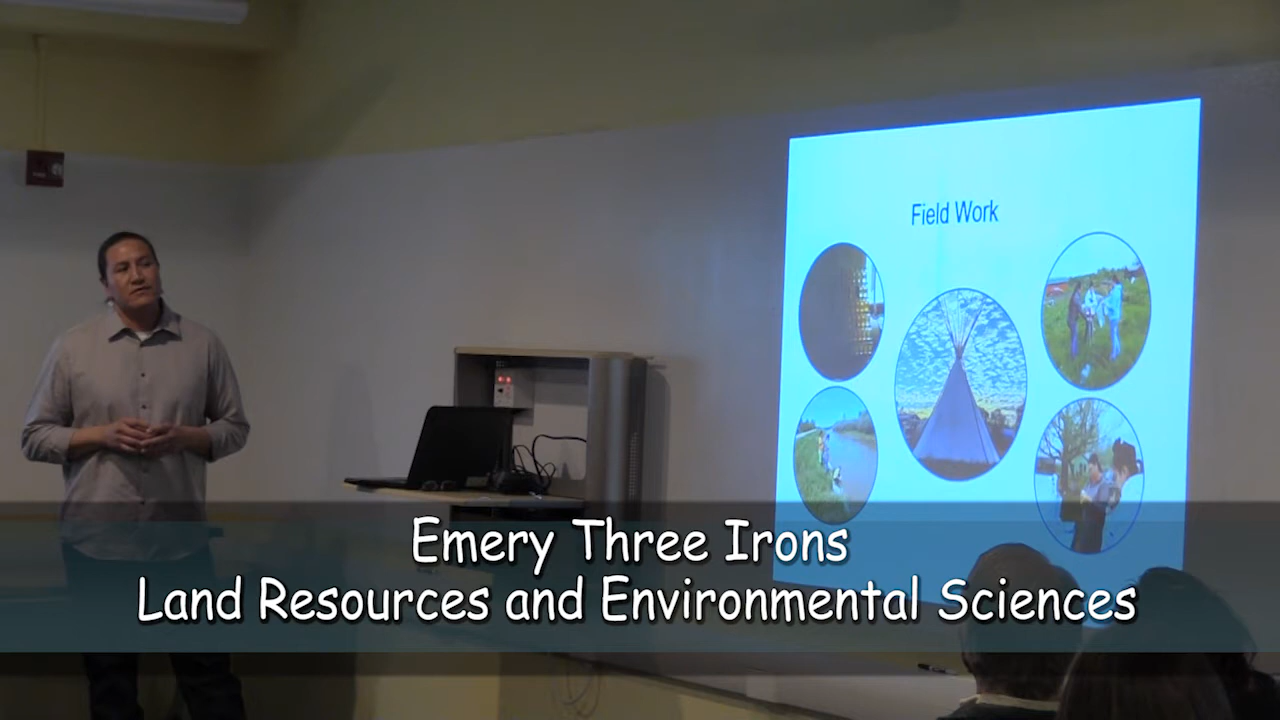 Field Work
Emery Three Irons
Land Resources and Environmental Sciences